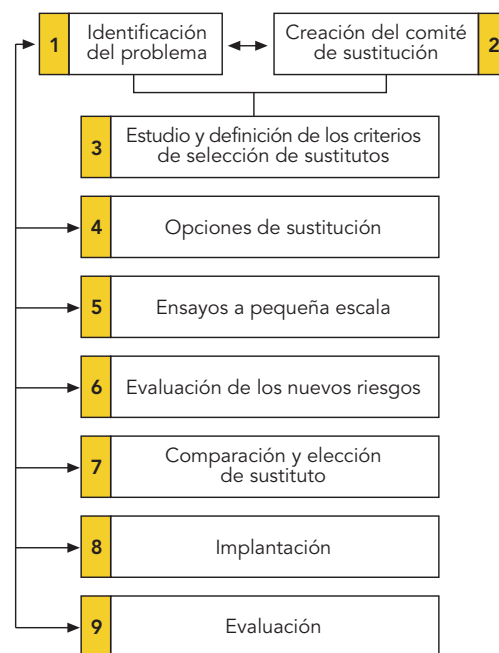 1
Identificación
del problema
Creación del comité
de sustitución
2
3
Estudio y definición de los criterios
de selección de sustitutos
4
Opciones de sustitución
5
Ensayos a pequeña escala
6
Evaluación de los nuevos riesgos
7
Comparación y elección
de sustituto
8
Implantación
9
Evaluación